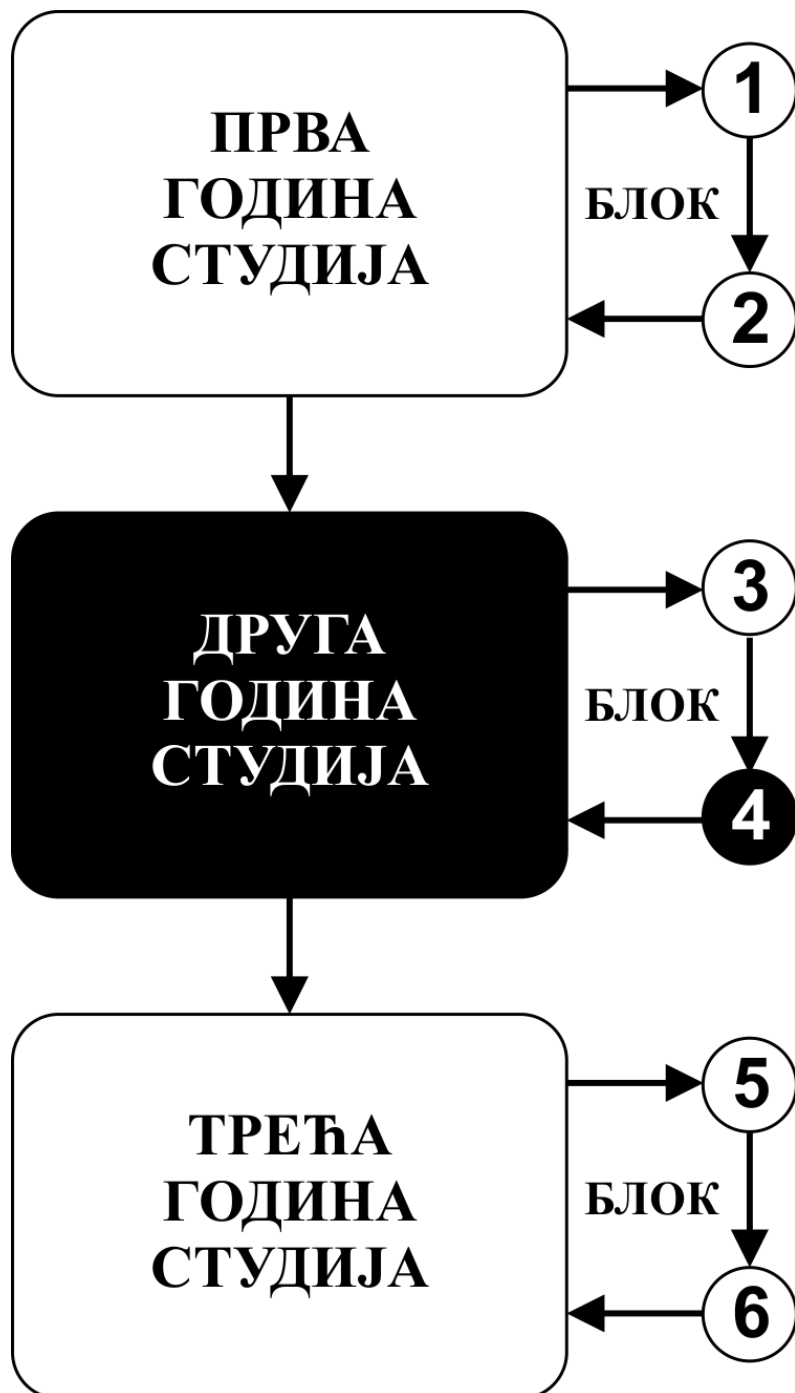 ПРВА
ГОДИНА
СТУДИЈА
1
БЛОК
2
ДРУГА
ГОДИНА
СТУДИЈА
3
БЛОК
4
ТРЕЋА
ГОДИНА
СТУДИЈА
5
БЛОК
6